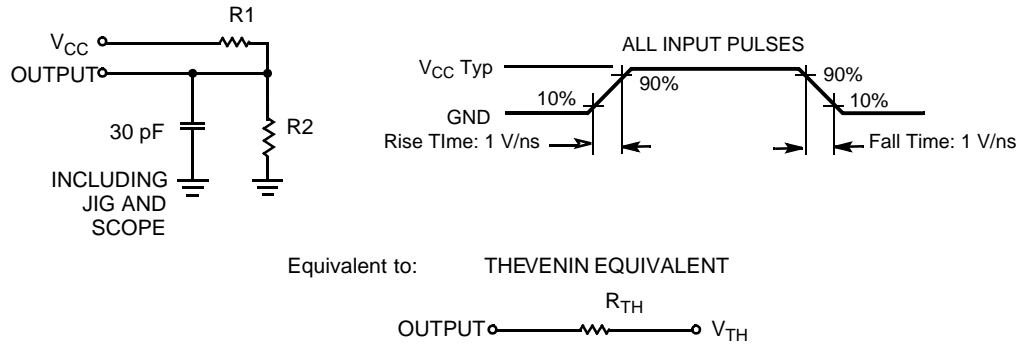 R1
VCC
OUTPUT
30 pF
R2
INCLUDING
JIG AND
SCOPE
ALL INPUT PULSES
VCC Typ
GND
10%
90%
90%
10%
Rise TIme: 1 V/ns
Fall Time: 1 V/ns
Equivalent to:
THEVENIN EQUIVALENT
RTH
OUTPUT
VTH